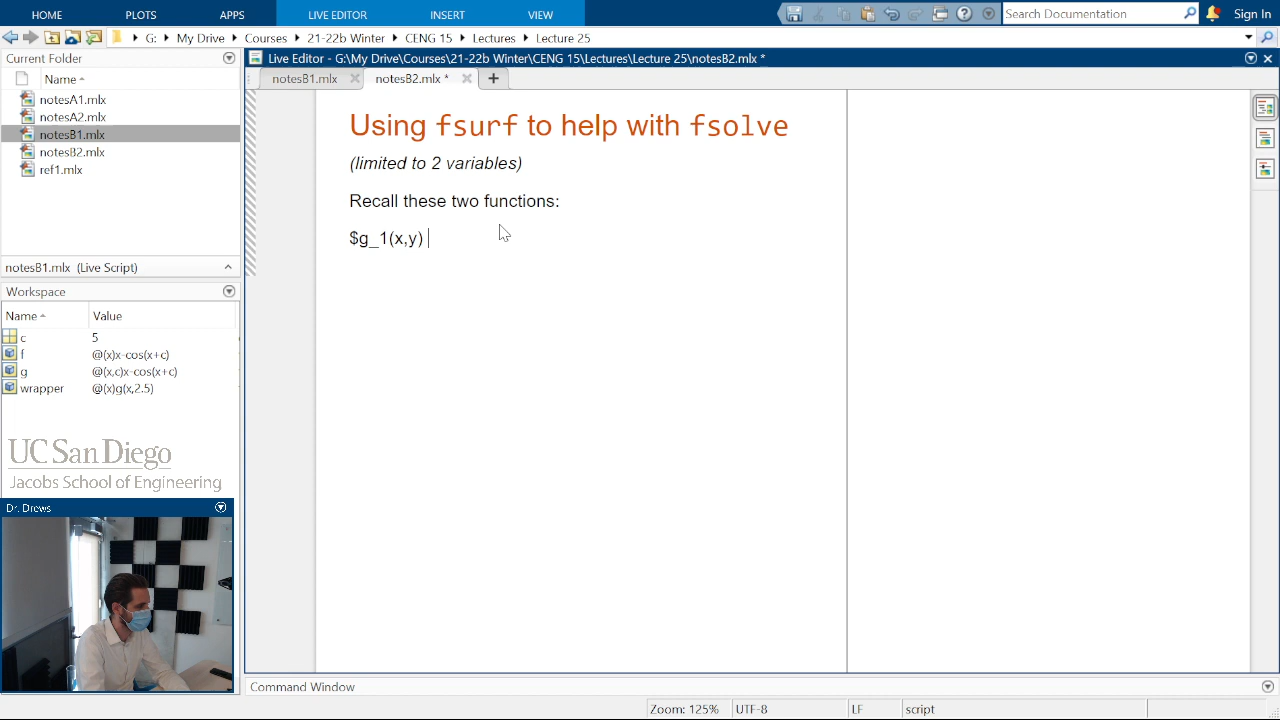 HOME PLOTS APPS LIVE EDITOR INSERT VIEW Search Documentation Sign In
G: My Drive Courses 21-22b Winter CENG 15 Lectures Lecture 25
Current Folder
Live Editor - G:\My Drive\Courses\21-22b Winter\CENG 15\Lectures\Lecture 25\notesB2.mlx *
Name
notesB1.mlx notesB2.mlx *
notesA1.mlx
notesA2.mlx
notesB1.mlx
notesB2.mlx
ref1.mlx
Using fsurf to help with fsolve
(limited to 2 variables)
Recall these two functions:
$g_1(x,y)
notesB1.mlx (Live Script)
Workspace
Name Value
c 5
f @(x)x-cos(x+c)
g @(x,c)x-cos(x+c)
wrapper @(x)g(x,2.5)
UC San Diego
Jacobs School of Engineering
Dr. Drews
Command Window
Zoom: 125% UTF-8 LF script